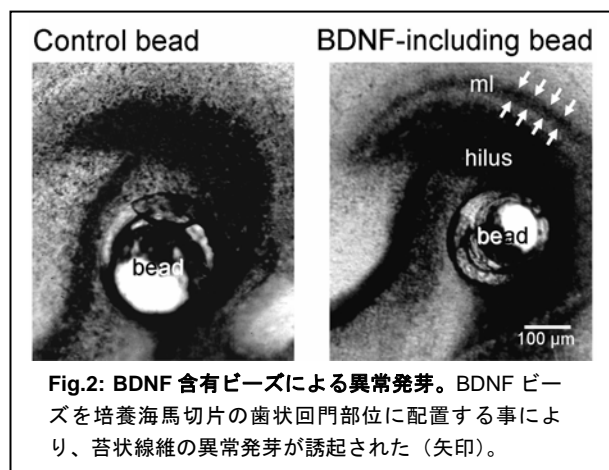 Control bead
BDNF-including bead
bead
ml
hilus
bead
100 μm
Fig.2: BDNF 含有ビーズによる異常発芽。BDNF ビー
ズを培養海馬切片の歯状回門部位に配置する事によ
り、苔状線維の異常発芽が誘起された（矢印）。